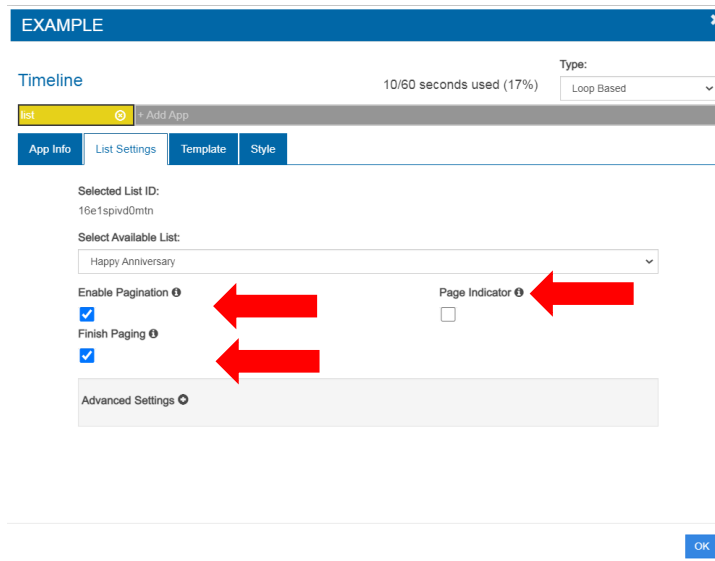 EXAMPLE
Timeline
10/60 seconds used (17%)
Type:
Loop Based
list
+ Add App
App Info
List Settings
Template
Style
Selected List ID:
16e1spivd0mtn
Select Available List:
Happy Anniversary
Enable Pagination
Page Indicator
Finish Paging
Advanced Settings
OK